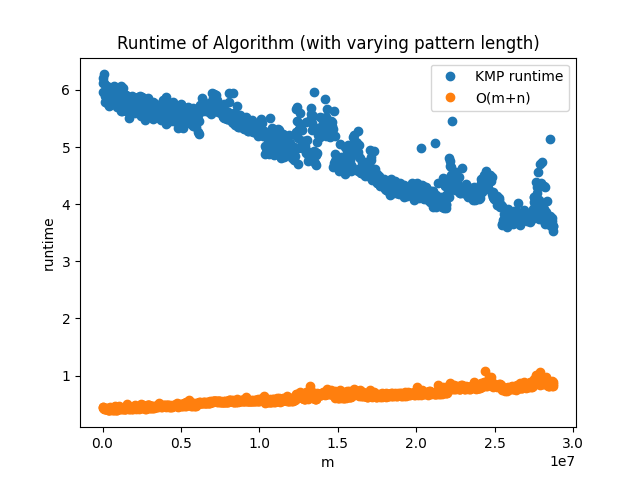 Runtime of Algorithm (with varying pattern length)
KMP runtime
O(m+n)
runtime
6
5
4
3
2
1
0.0 0.5 1.0 1.5 2.0 2.5 3.0
1e7
m